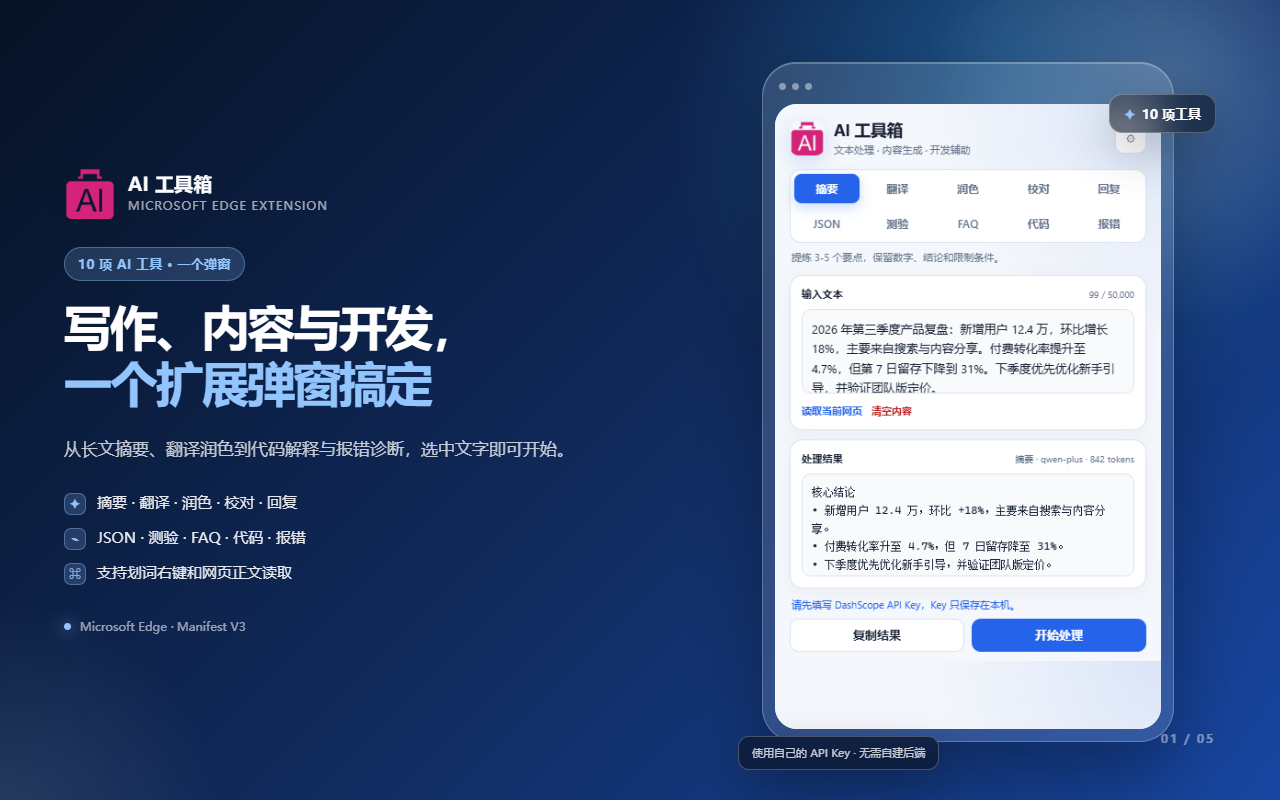 AI 工具箱
MICROSOFT EDGE EXTENSION
10 项 AI 工具 • 一个弹窗
写作、内容与开发，
一个扩展弹窗搞定
从长文摘要、翻译润色到代码解释与报错诊断，选中文字即可开始。
摘要 · 翻译 · 润色 · 校对 · 回复
JSON · 测验 · FAQ · 代码 · 报错
支持划词右键和网页正文读取
Microsoft Edge · Manifest V3
10 项工具
AI 工具箱
文本处理 · 内容生成 · 开发辅助
摘要 翻译 润色 校对 回复
JSON 测验 FAQ 代码 报错
提炼 3-5 个要点，保留数字、结论和限制条件。
输入文本 99 / 50,000
2026 年第三季度产品复盘：新增用户 12.4 万，环比增长
18%，主要来自搜索与内容分享。付费转化率提升至
4.7%，但第 7 日留存下降到 31%。下季度优先优化新手引
导，并验证团队版定价。
读取当前网页 清空内容
处理结果 摘要 · qwen-plus · 842 tokens
核心结论
• 新增用户 12.4 万，环比 +18%，主要来自搜索与内容分
享。
• 付费转化率升至 4.7%，但 7 日留存降至 31%。
• 下季度优先优化新手引导，并验证团队版定价。
请先填写 DashScope API Key，Key 只保存在本机。
复制结果 开始处理
使用自己的 API Key · 无需自建后端
01 / 05